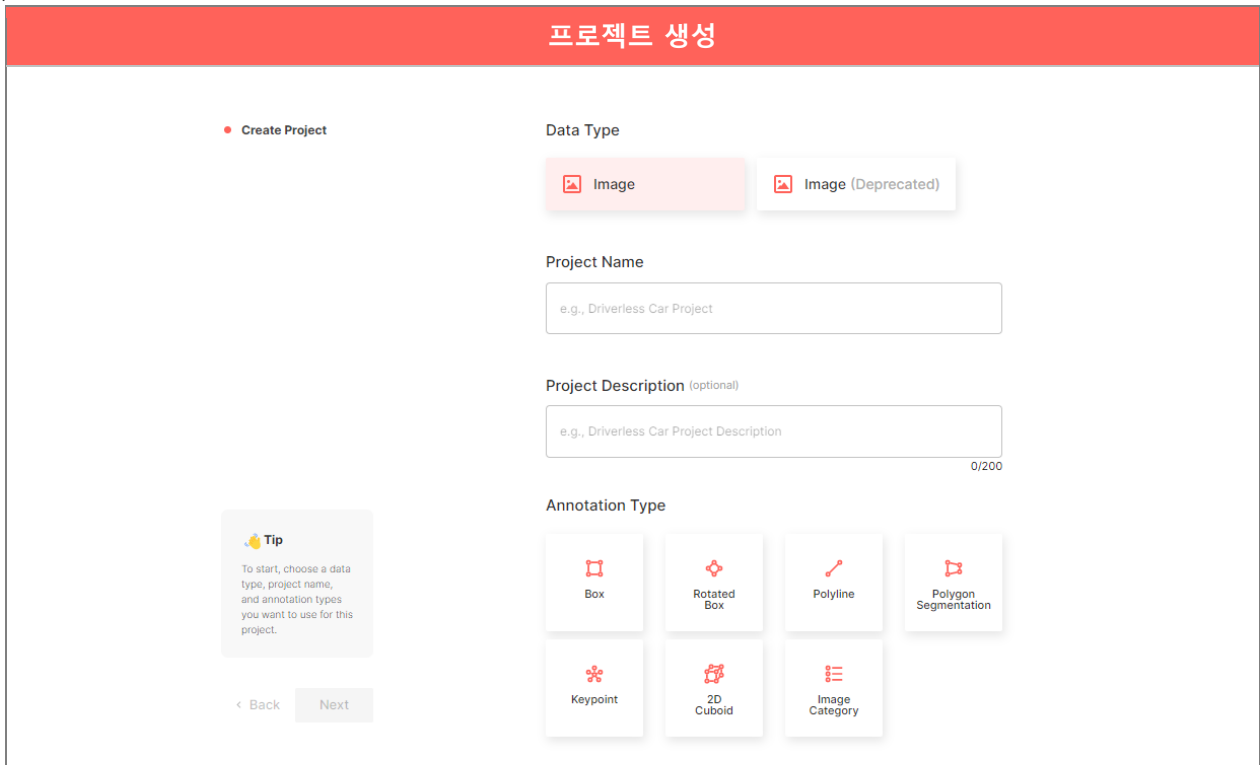 프로젝트 생성
Create Project
Data Type
Image
Image (Deprecated)
Project Name
e.g., Driverless Car Project
Project Description (optional)
e.g., Driverless Car Project Description
0/200
Annotation Type
Box
Rotated
Box
Polyline
Polygon
Segmentation
Keypoint
2D
Cuboid
Image
Category
Tip
To start, choose a data
type, project name,
and annotation types
you want to use for this
project.
< Back
Next